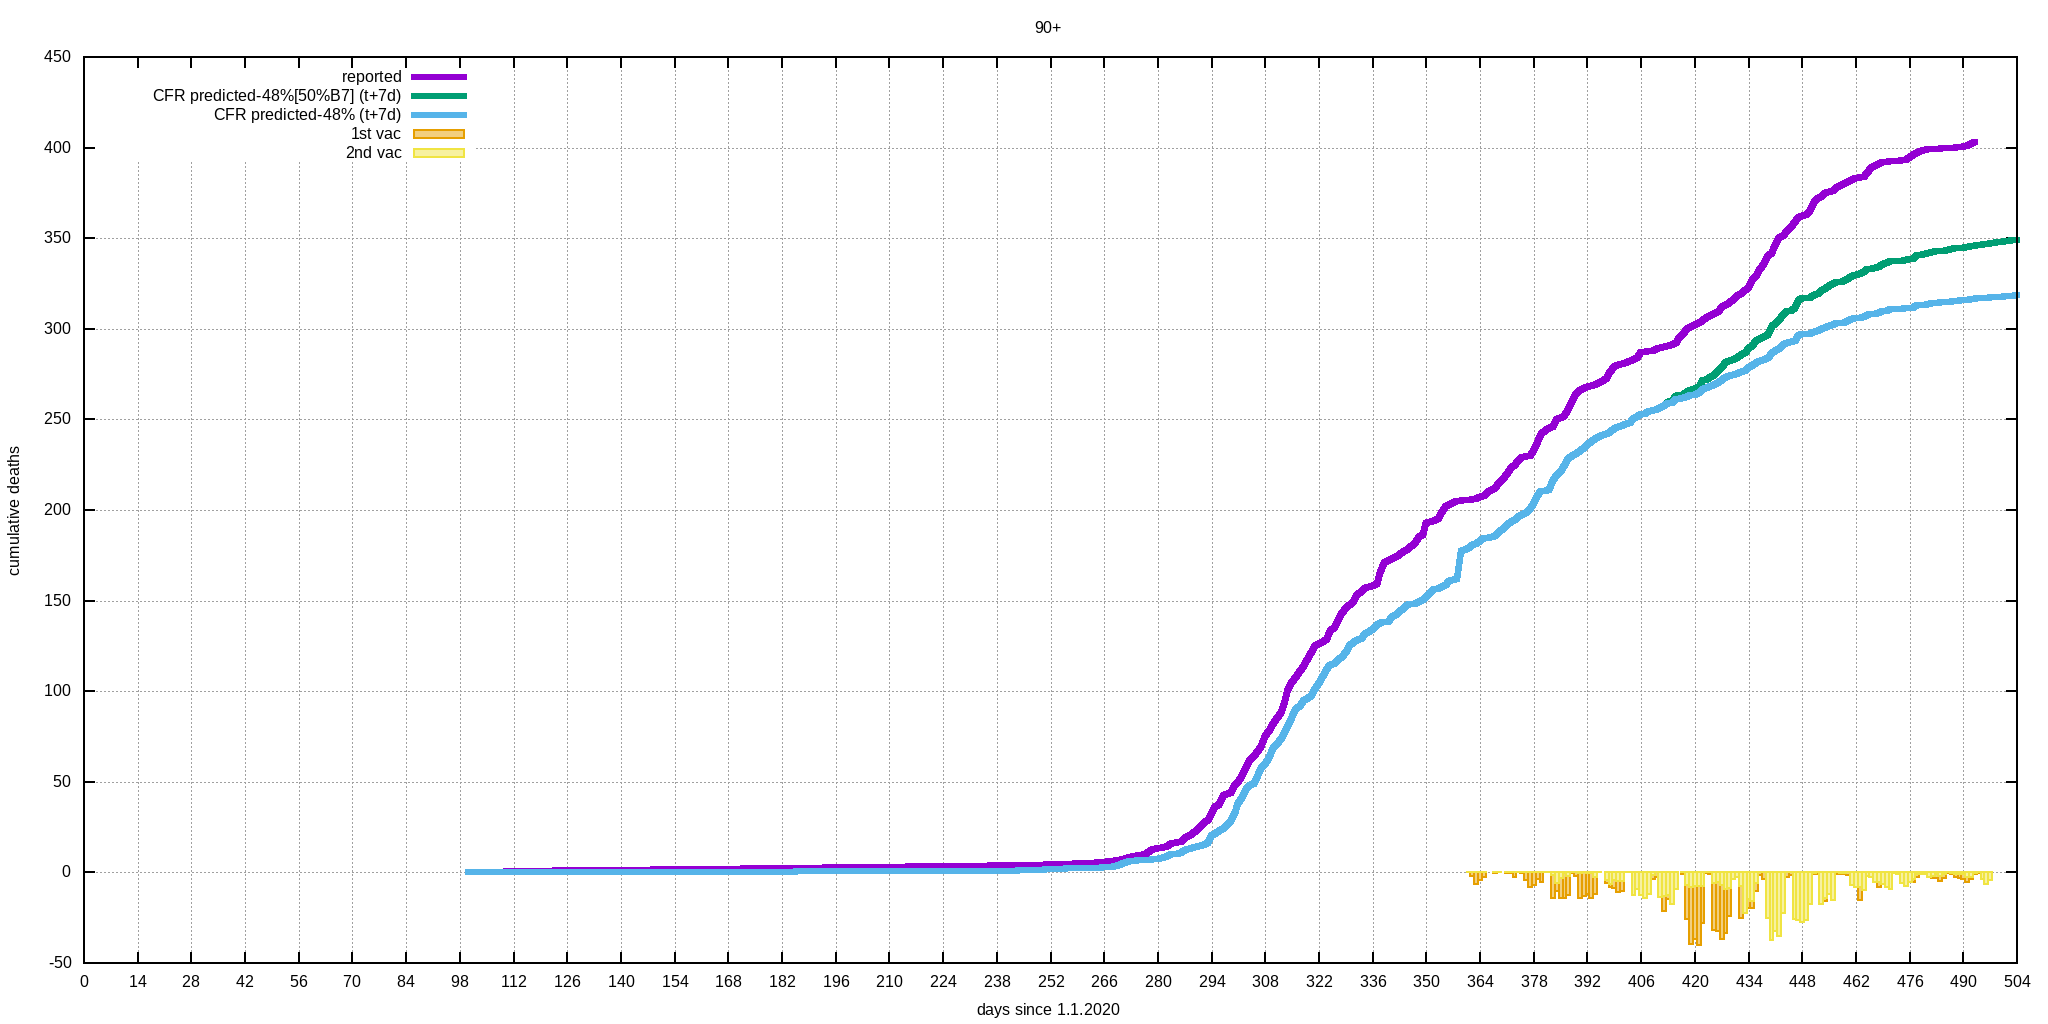 90+
450
400
350
300
250
200
150
100
50
0
-50
cumulative deaths
reported
CFR predicted-48%[50%B7] (t+7d)
CFR predicted-48% (t+7d)
1st vac
2nd vac
0 14 28 42 56 70 84 98 112 126 140 154 168 182 196 210 224 238 252 266 280 294 308 322 336 350 364 378 392 406 420 434 448 462 476 490 504
days since 1.1.2020